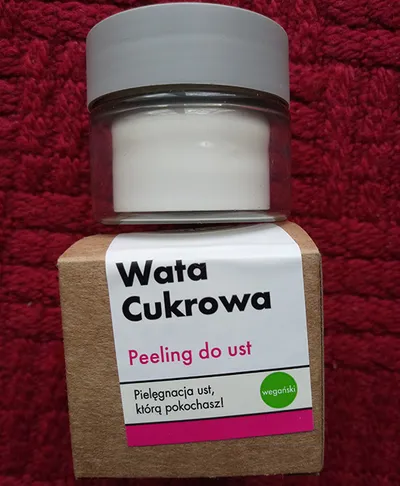 Wata
Cukrowa
Peeling do ust
Pielęgnacja ust,
którą pokochasz!
wegański